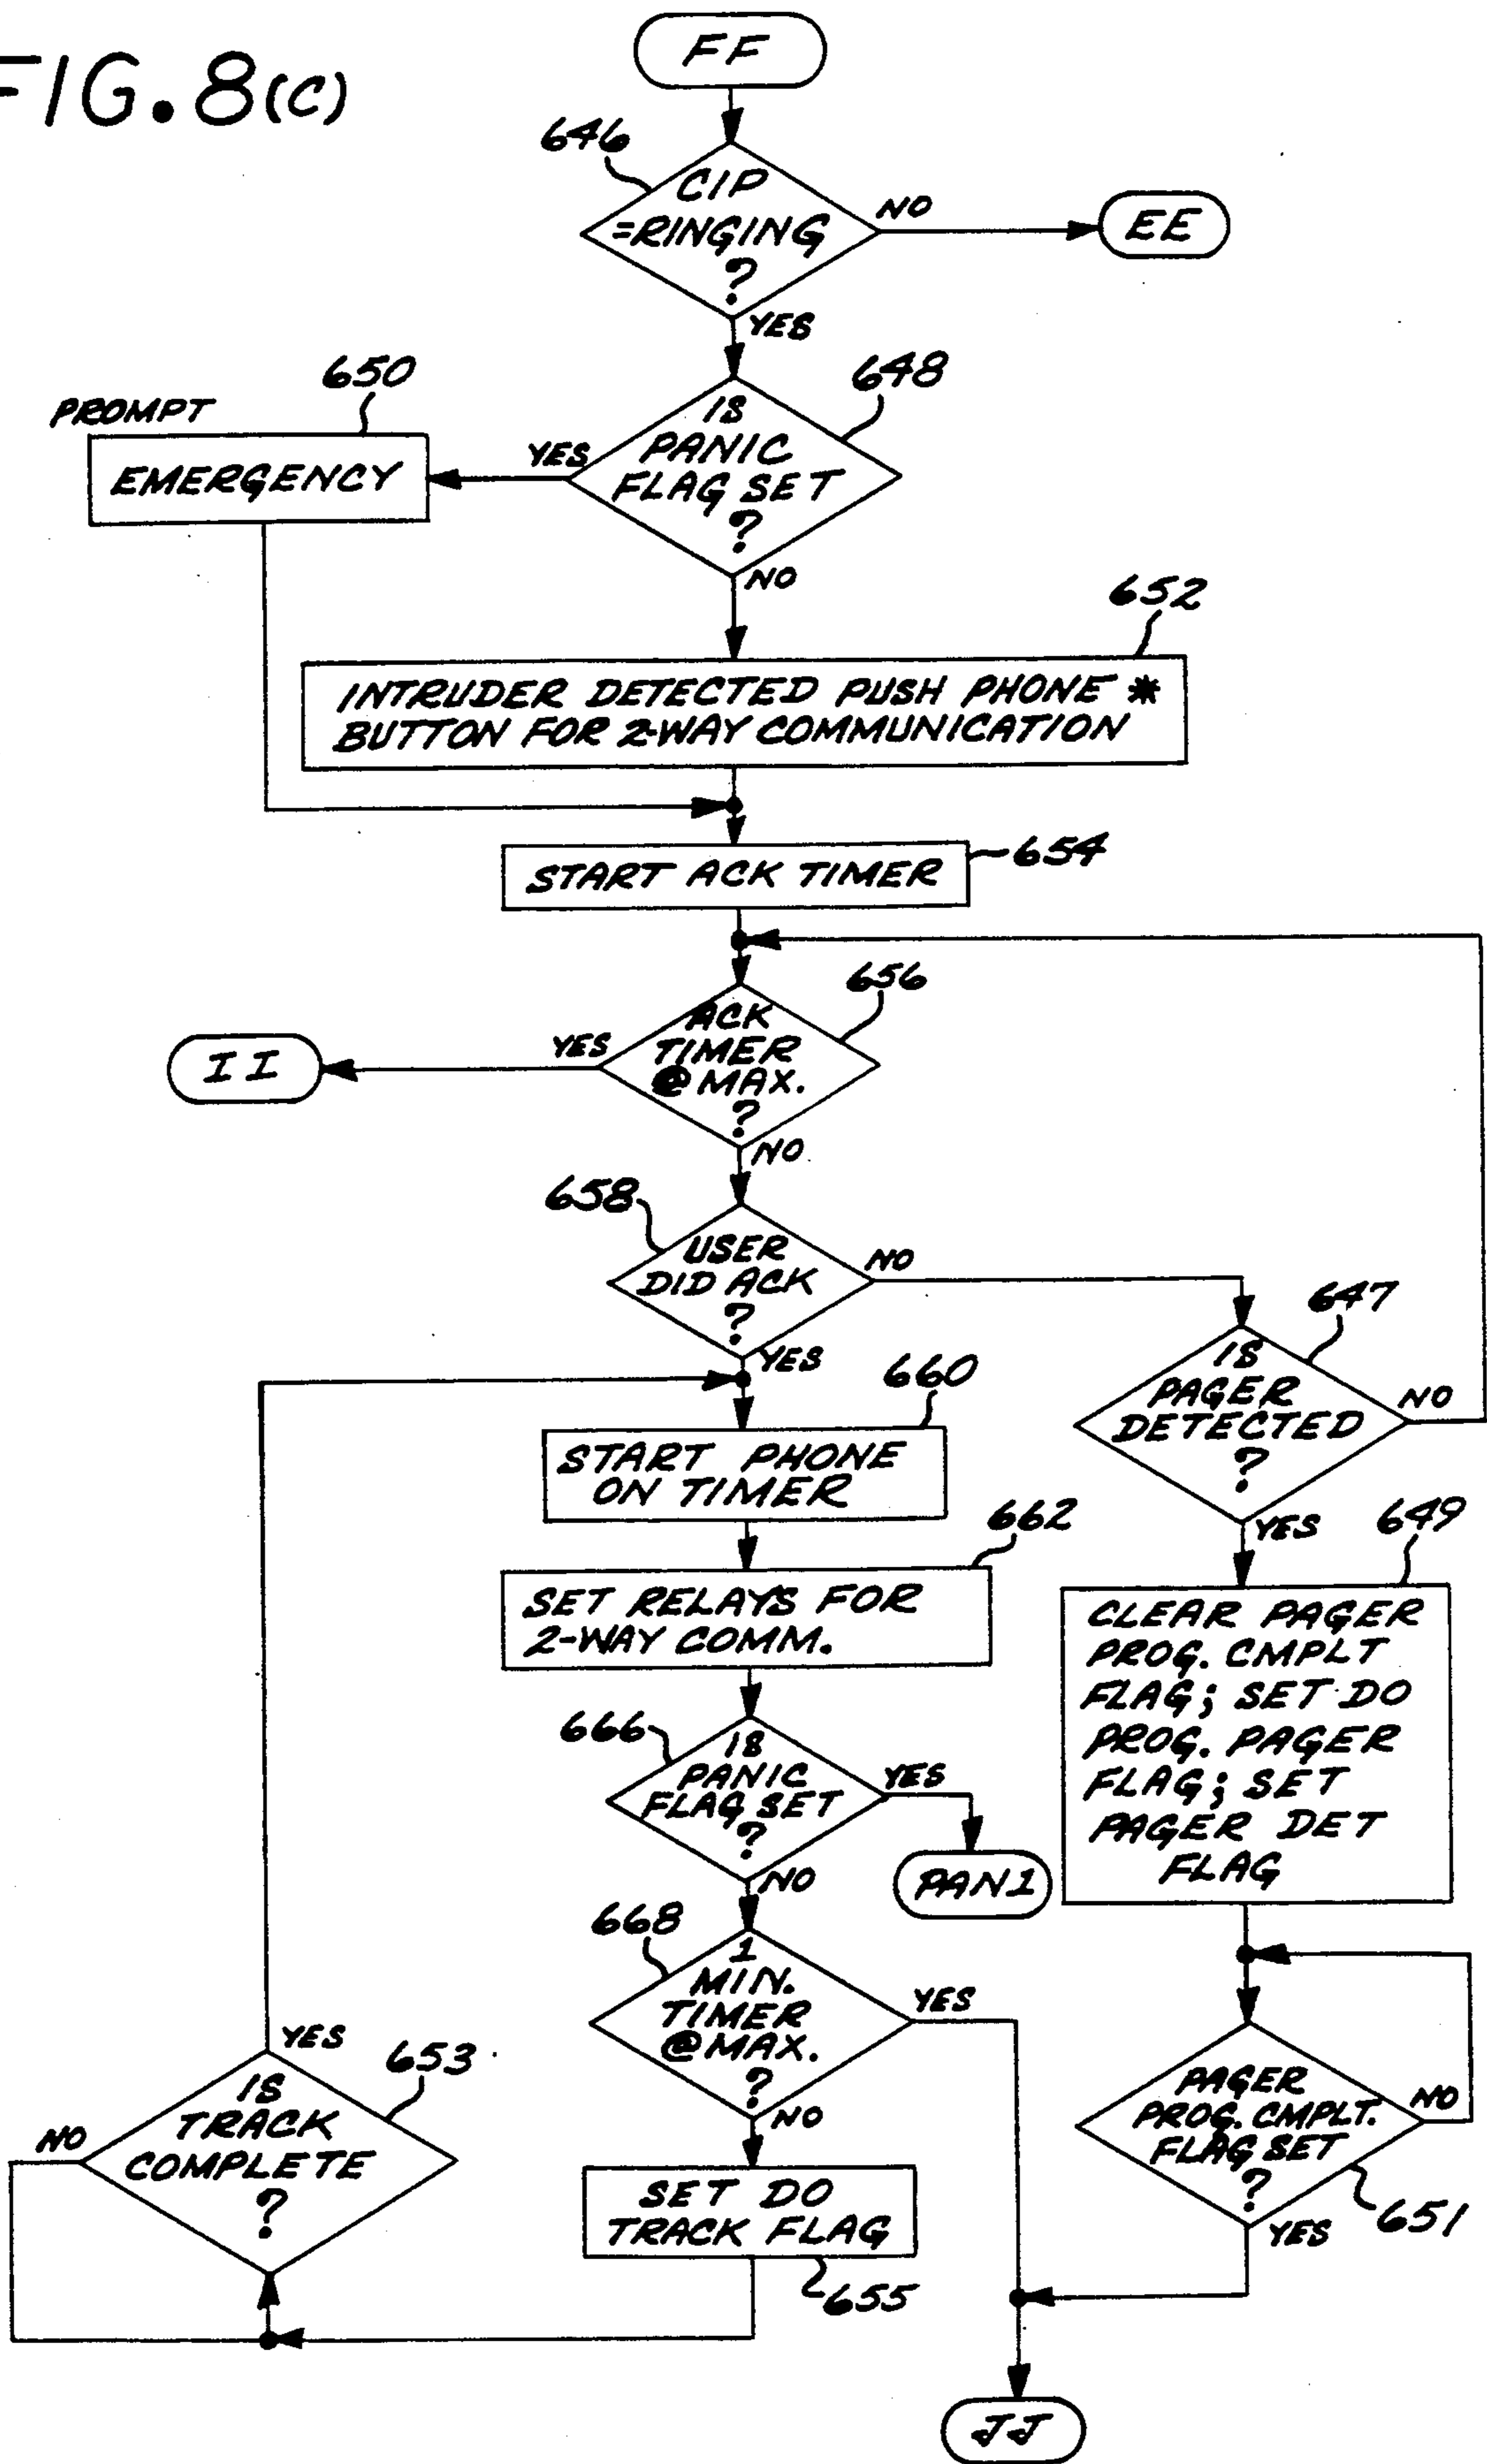 FIG. 8(C)
FF
646
CIP
=RINGING
?
NO
EE
YES
650
648
PROMPT
EMERGENCY
YES
IS
PANIC
FLAG SET
?
NO
652
INTRUDER DETECTED PUSH PHONE *
BUTTON FOR 2-WAY COMMUNICATION
START ACK TIMER
654
656
ACK
TIMER
@ MAX.
?
YES
II
NO
658
USER
DID ACK
?
NO
YES
647
IS
PAGER
DETECTED
?
NO
YES
660
START PHONE
ON TIMER
662
SET RELAYS FOR
2-WAY COMM.
649
CLEAR PAGER
PROG. CMPLT
FLAG; SET DO
PROG. PAGER
FLAG; SET
PAGER DET
FLAG
666
IS
PANIC
FLAG SET
?
YES
PAN1
NO
668
1
MIN.
TIMER
@MAX.
?
YES
NO
YES
653
IS
TRACK
COMPLETE
?
NO
PAGER
PROG. CMPLT.
FLAG SET
?
NO
YES
651
SET DO
TRACK FLAG
655
JJ